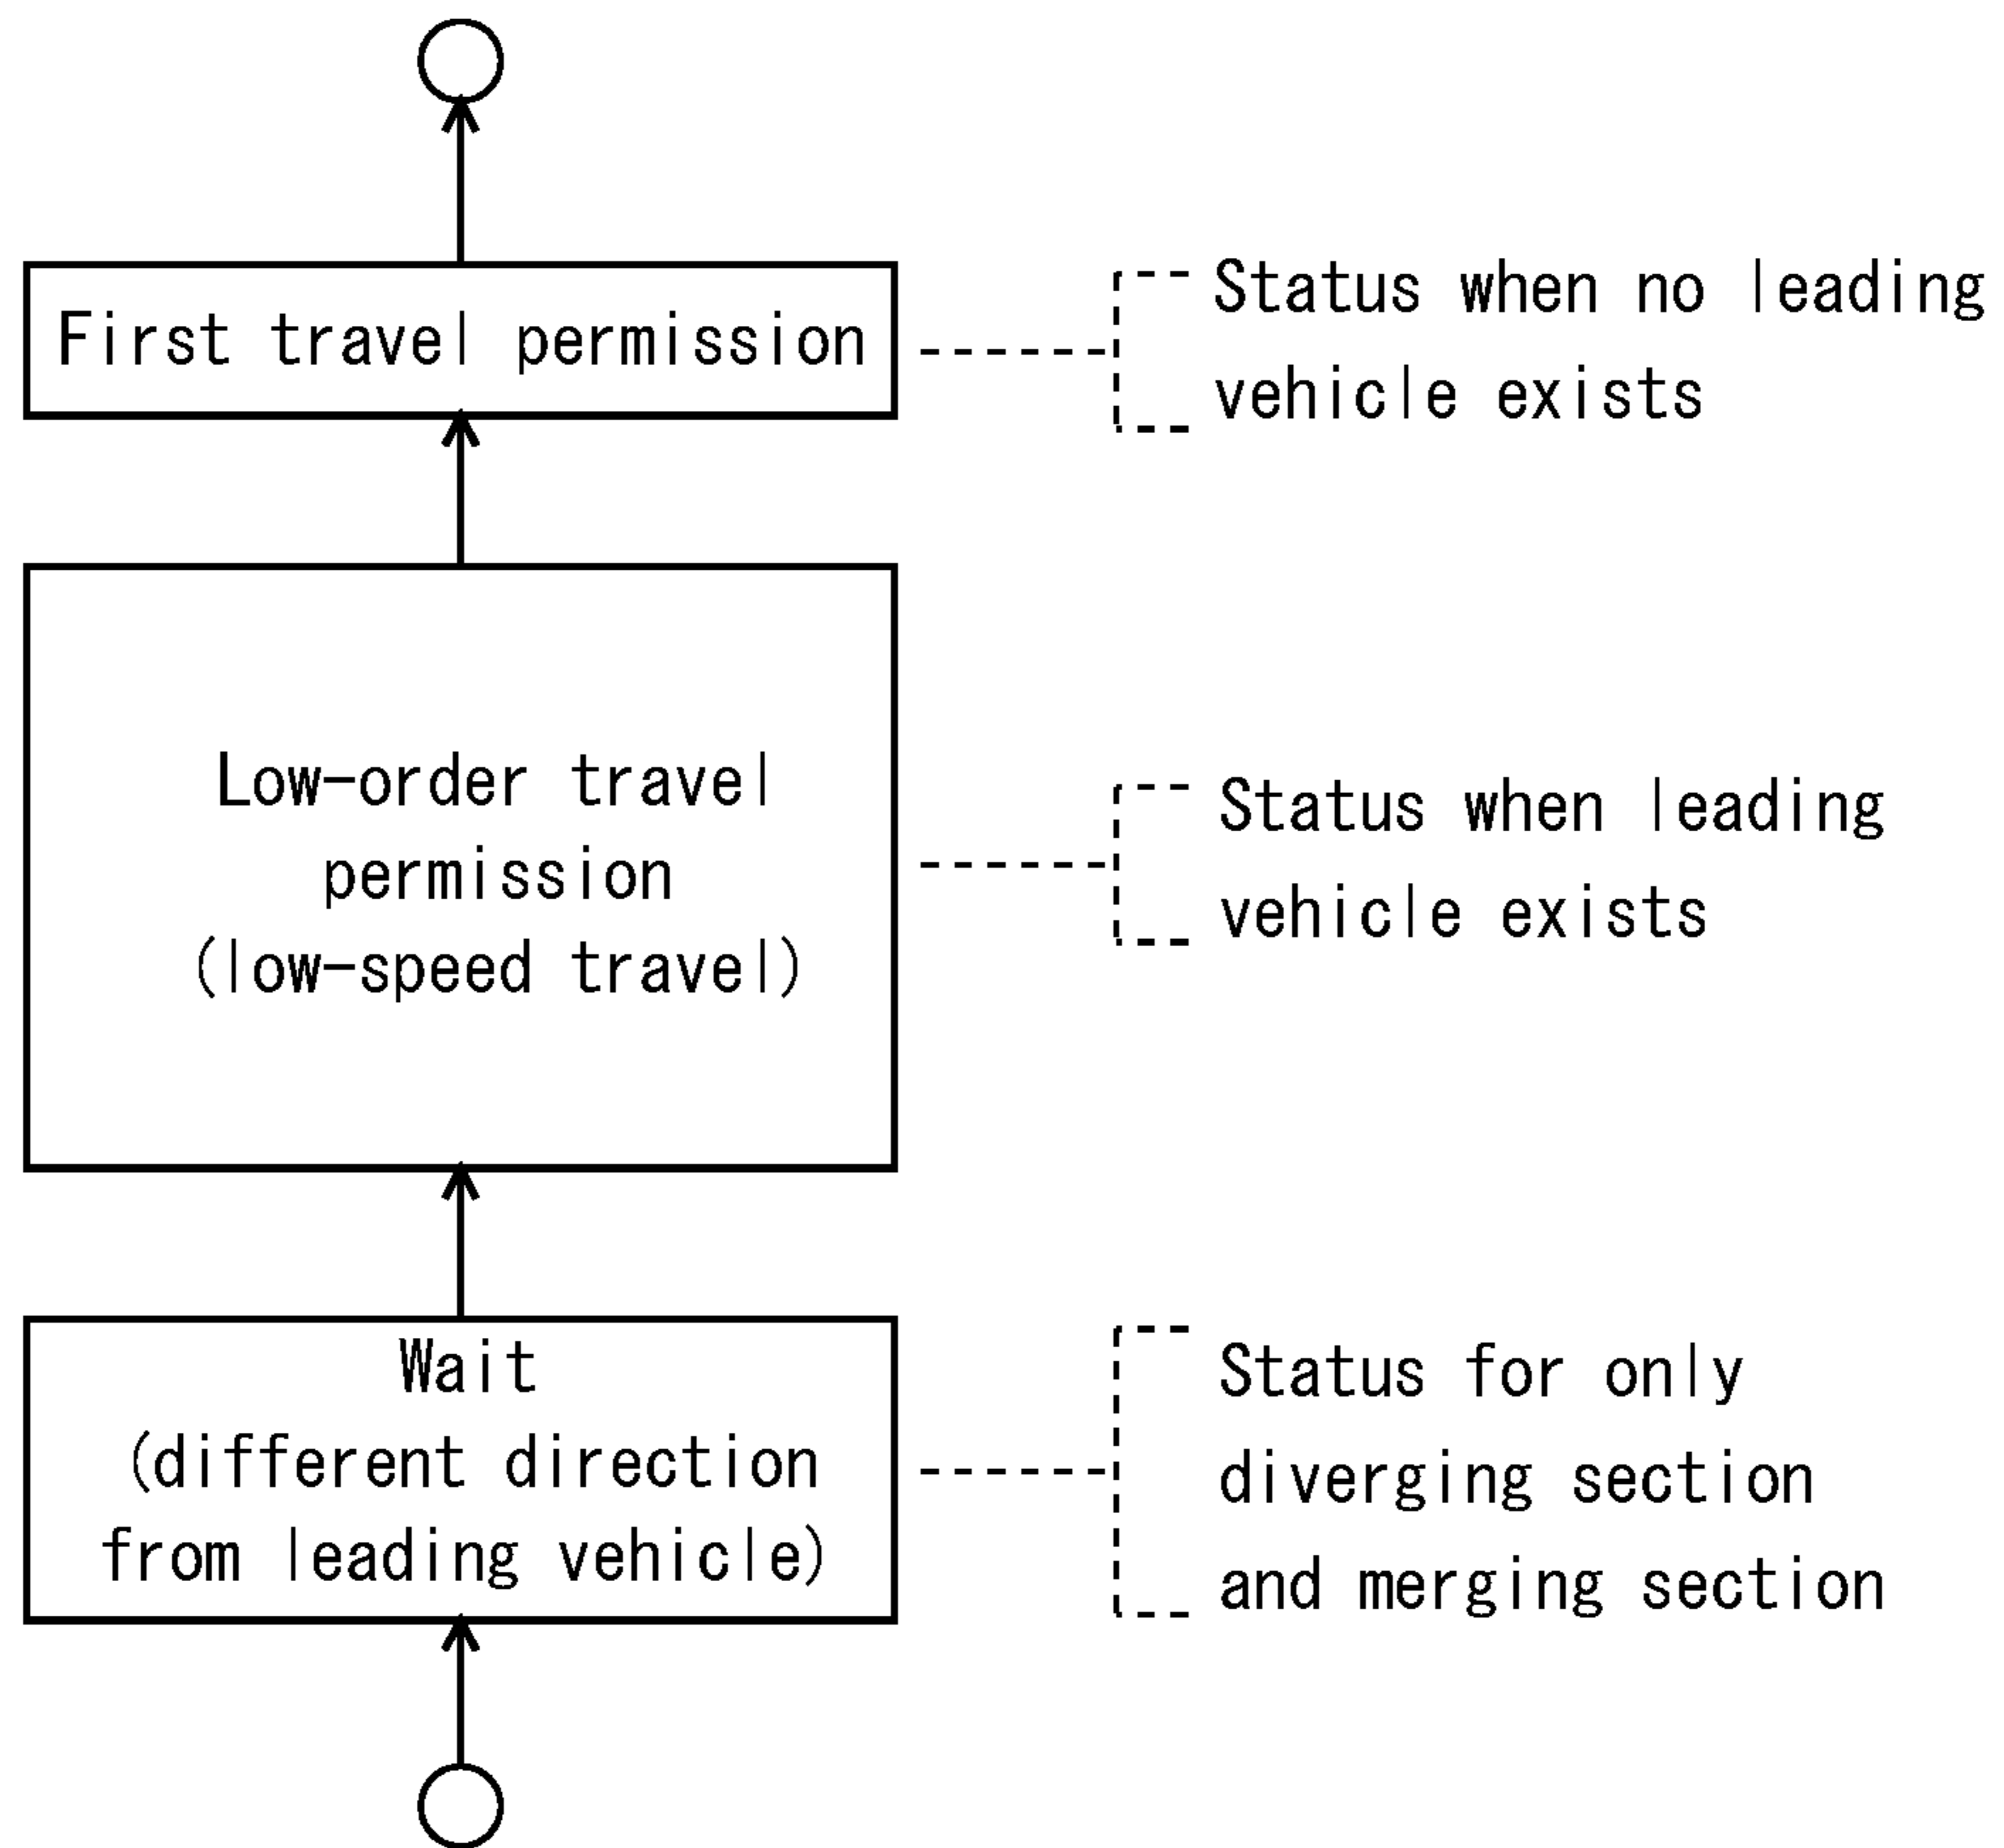 First travel permission
Status when no leading
vehicle exists
Low-order travel
permission
(low-speed travel)
Status when leading
vehicle exists
Wait
(different direction
from leading vehicle)
Status for only
diverging section
and merging section